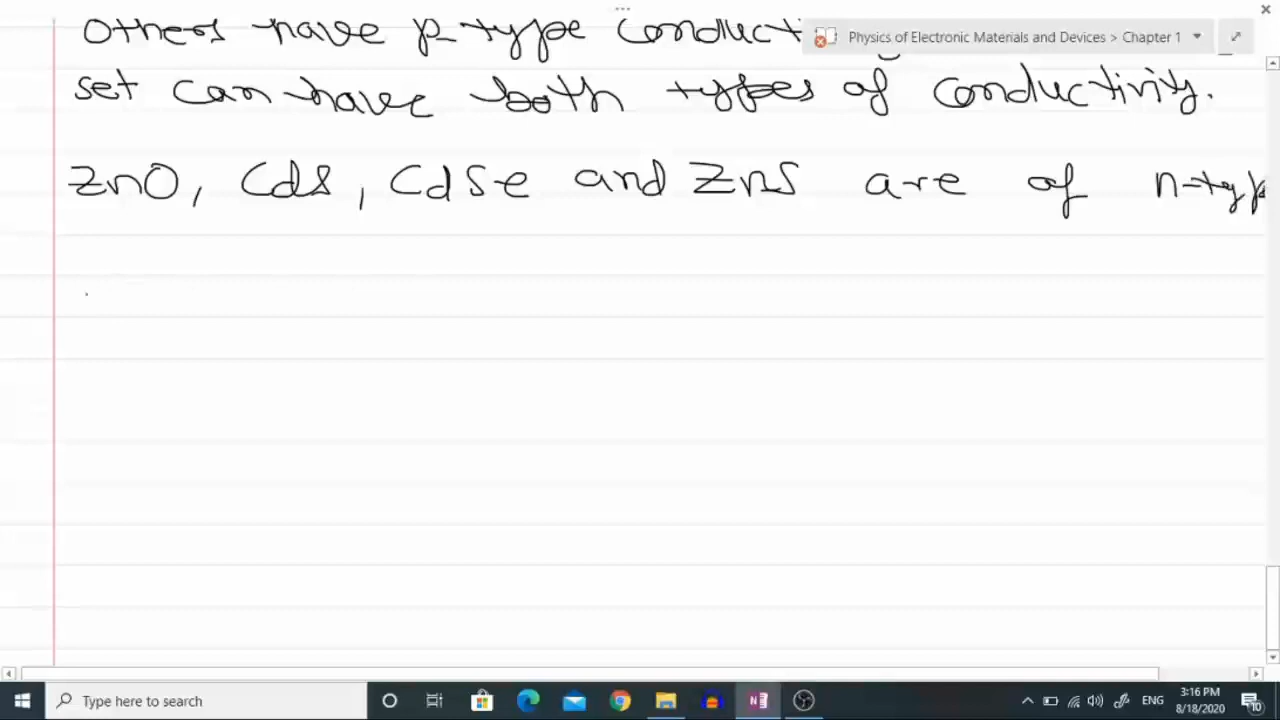 Others have p-type conduct
Physics of Electronic Materials and Devices > Chapter 1
set can have both types of conductivity.
ZnO, CdS, CdSe and ZnS are of n-typ
Type here to search
ENG
3:16 PM
8/18/2020
10